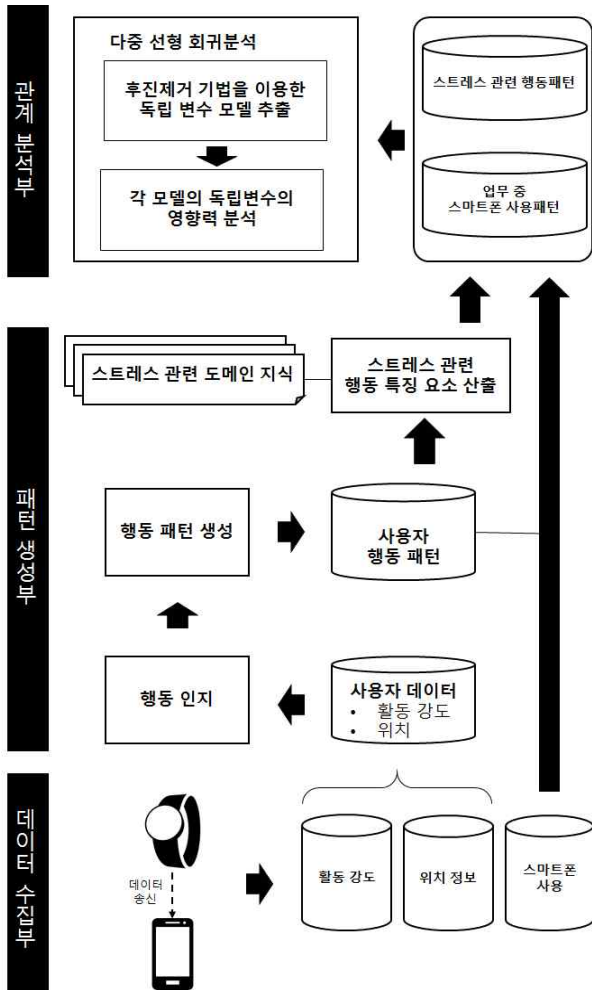 관계 분석부
다중 선형 회귀분석
후진제거 기법을 이용한
독립 변수 모델 추출
각 모델의 독립변수의
영향력 분석
스트레스 관련 행동패턴
업무 중
스마트폰 사용패턴
패턴 생성부
스트레스 관련 도메인 지식
스트레스 관련
행동 특징 요소 산출
행동 패턴 생성
사용자
행동 패턴
행동 인지
사용자 데이터
• 활동 강도
• 위치
데이터 수집부
데이터
송신
활동 강도
위치 정보
스마트폰
사용